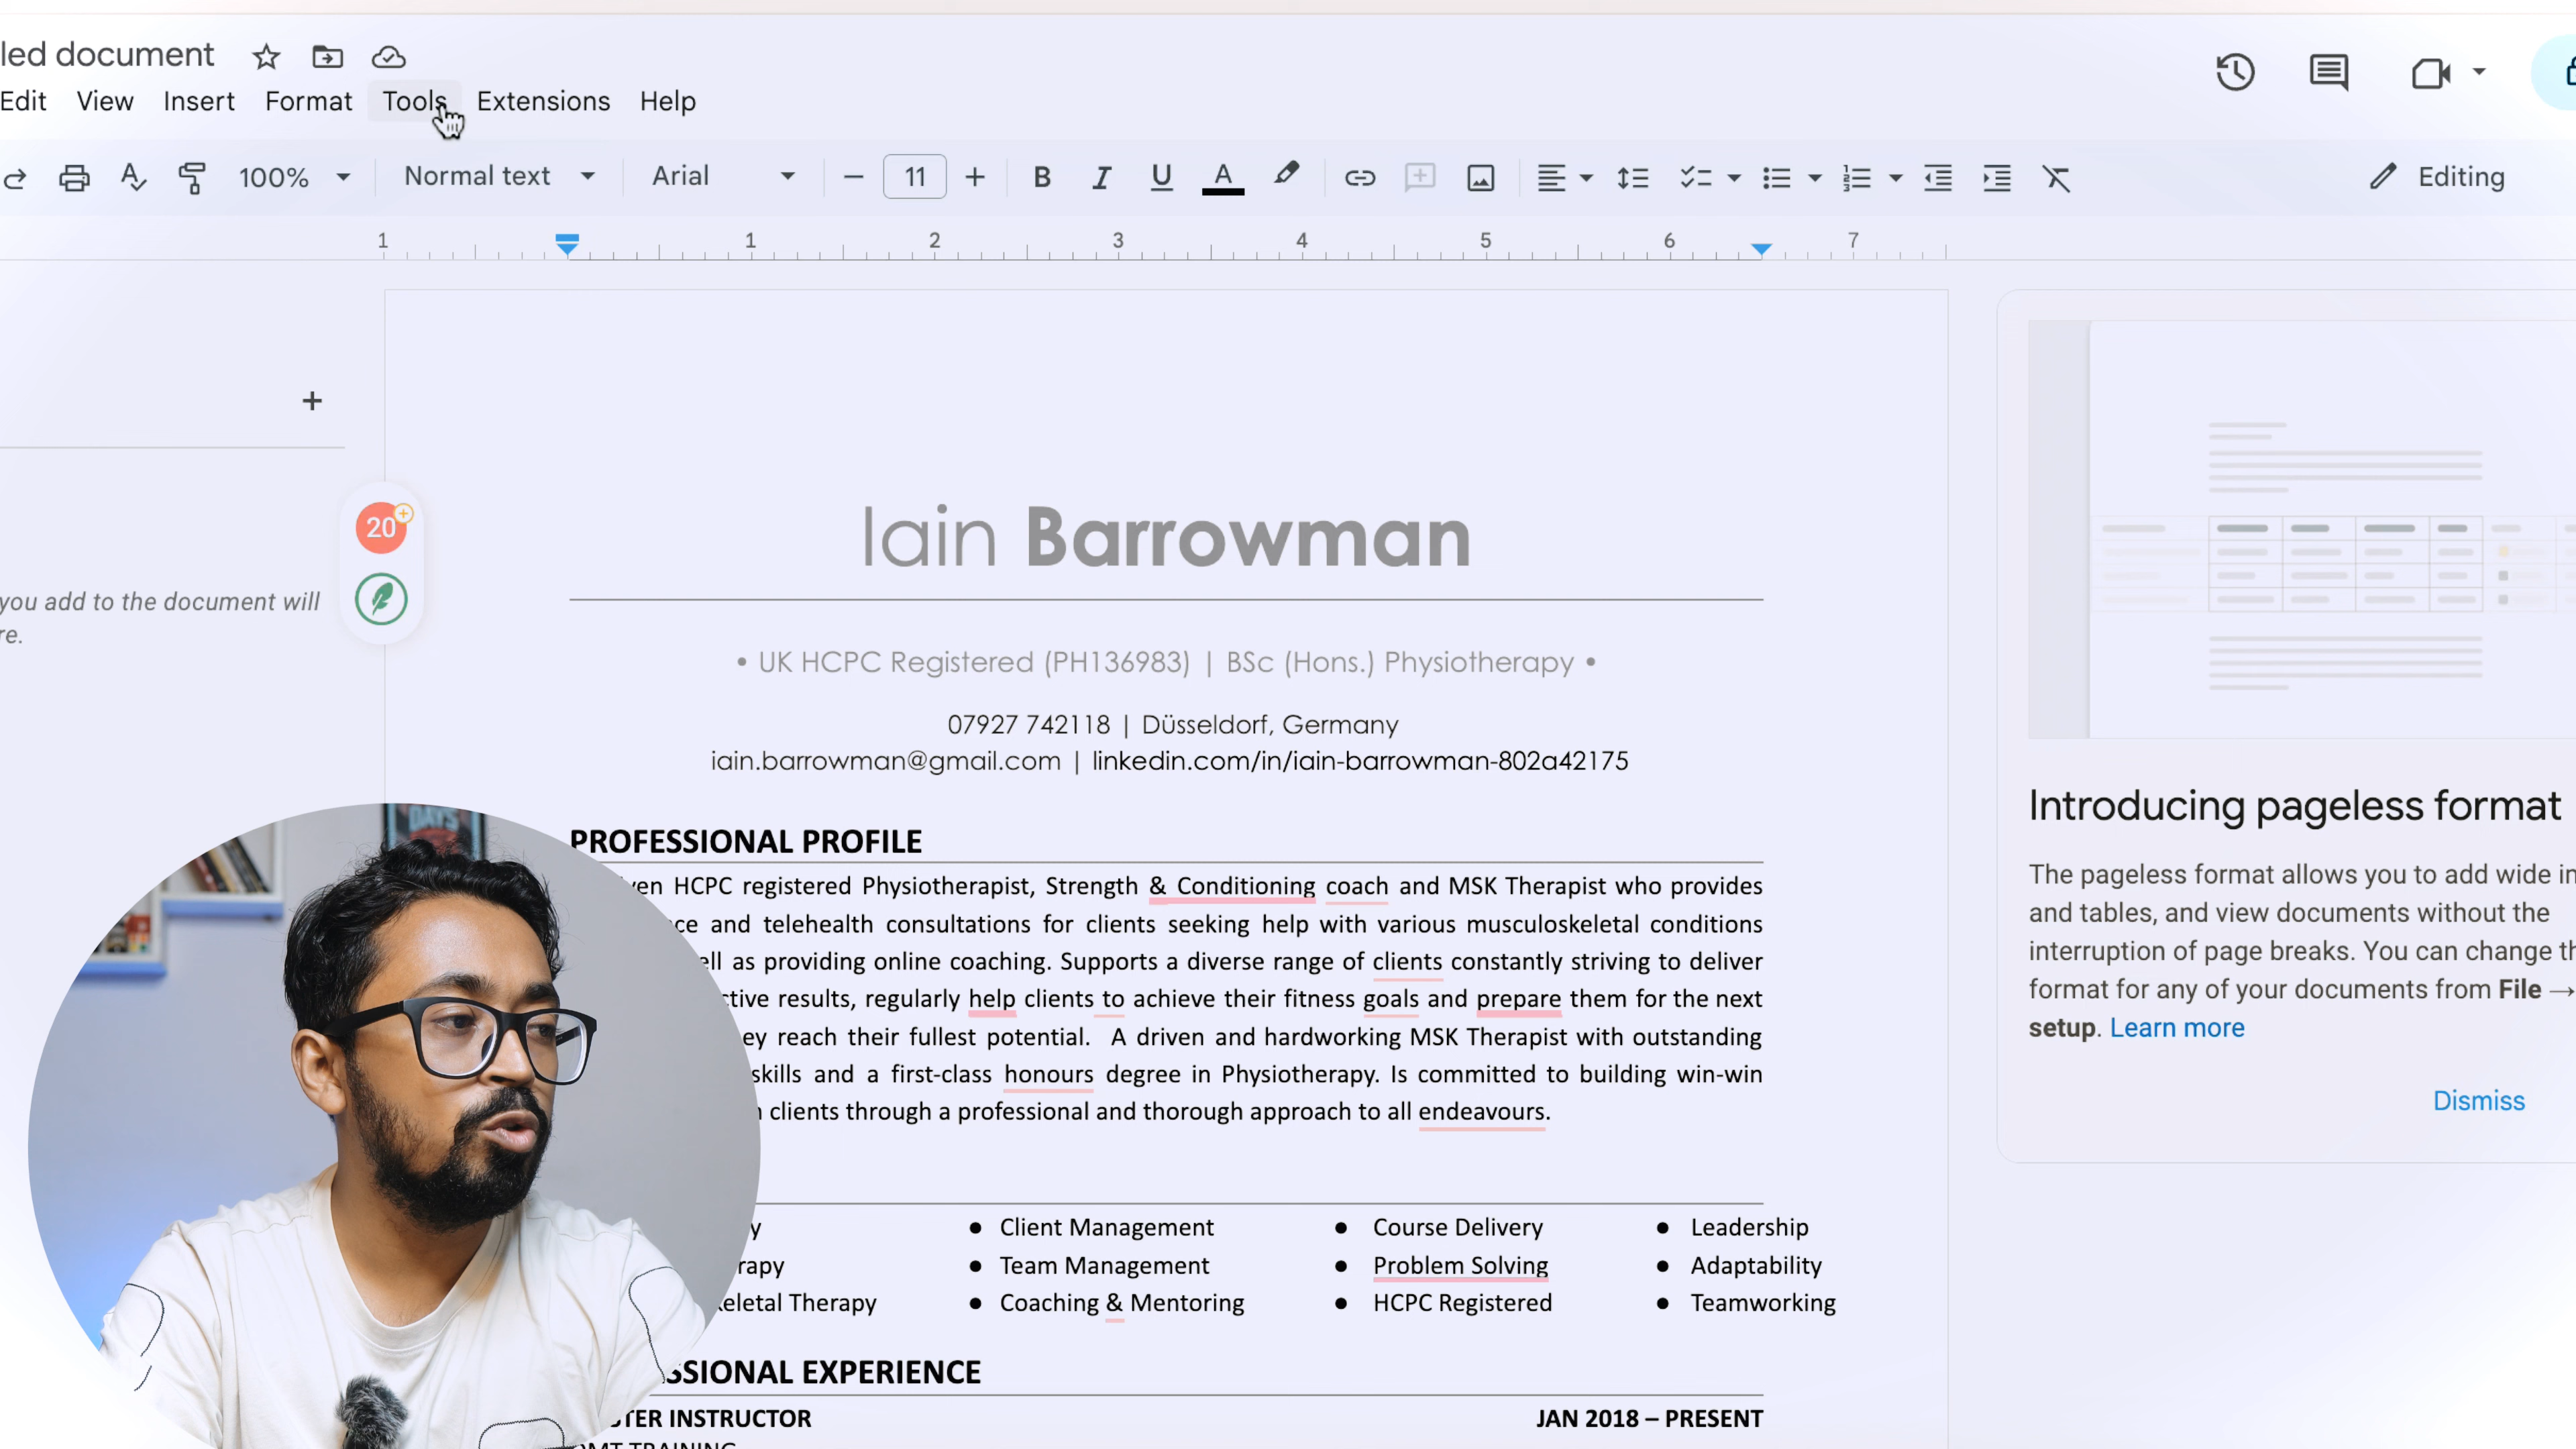 led document
Edit View Insert Format Tools Extensions Help
100% Normal text Arial 11 B I U A Editing
1 1 2 3 4 5 6 7
20
you add to the document will
re.
Iain Barrowman
• UK HCPC Registered (PH136983) | BSc (Hons.) Physiotherapy •
07927 742118 | Düsseldorf, Germany
iain.barrowman@gmail.com | linkedin.com/in/iain-barrowman-802a42175
DAYS
PROFESSIONAL PROFILE
ven HCPC registered Physiotherapist, Strength & Conditioning coach and MSK Therapist who provides
ce and telehealth consultations for clients seeking help with various musculoskeletal conditions
ell as providing online coaching. Supports a diverse range of clients constantly striving to deliver
ctive results, regularly help clients to achieve their fitness goals and prepare them for the next
ey reach their fullest potential. A driven and hardworking MSK Therapist with outstanding
skills and a first-class honours degree in Physiotherapy. Is committed to building win-win
clients through a professional and thorough approach to all endeavours.
y
• Client Management
• Course Delivery
• Leadership
rapy
• Team Management
• Problem Solving
• Adaptability
keletal Therapy
• Coaching & Mentoring
• HCPC Registered
• Teamworking
SSIONAL EXPERIENCE
TER INSTRUCTOR JAN 2018 – PRESENT
OMT TRAINING
Introducing pageless format
The pageless format allows you to add wide in
and tables, and view documents without the
interruption of page breaks. You can change th
format for any of your documents from File →
setup. Learn more
Dismiss